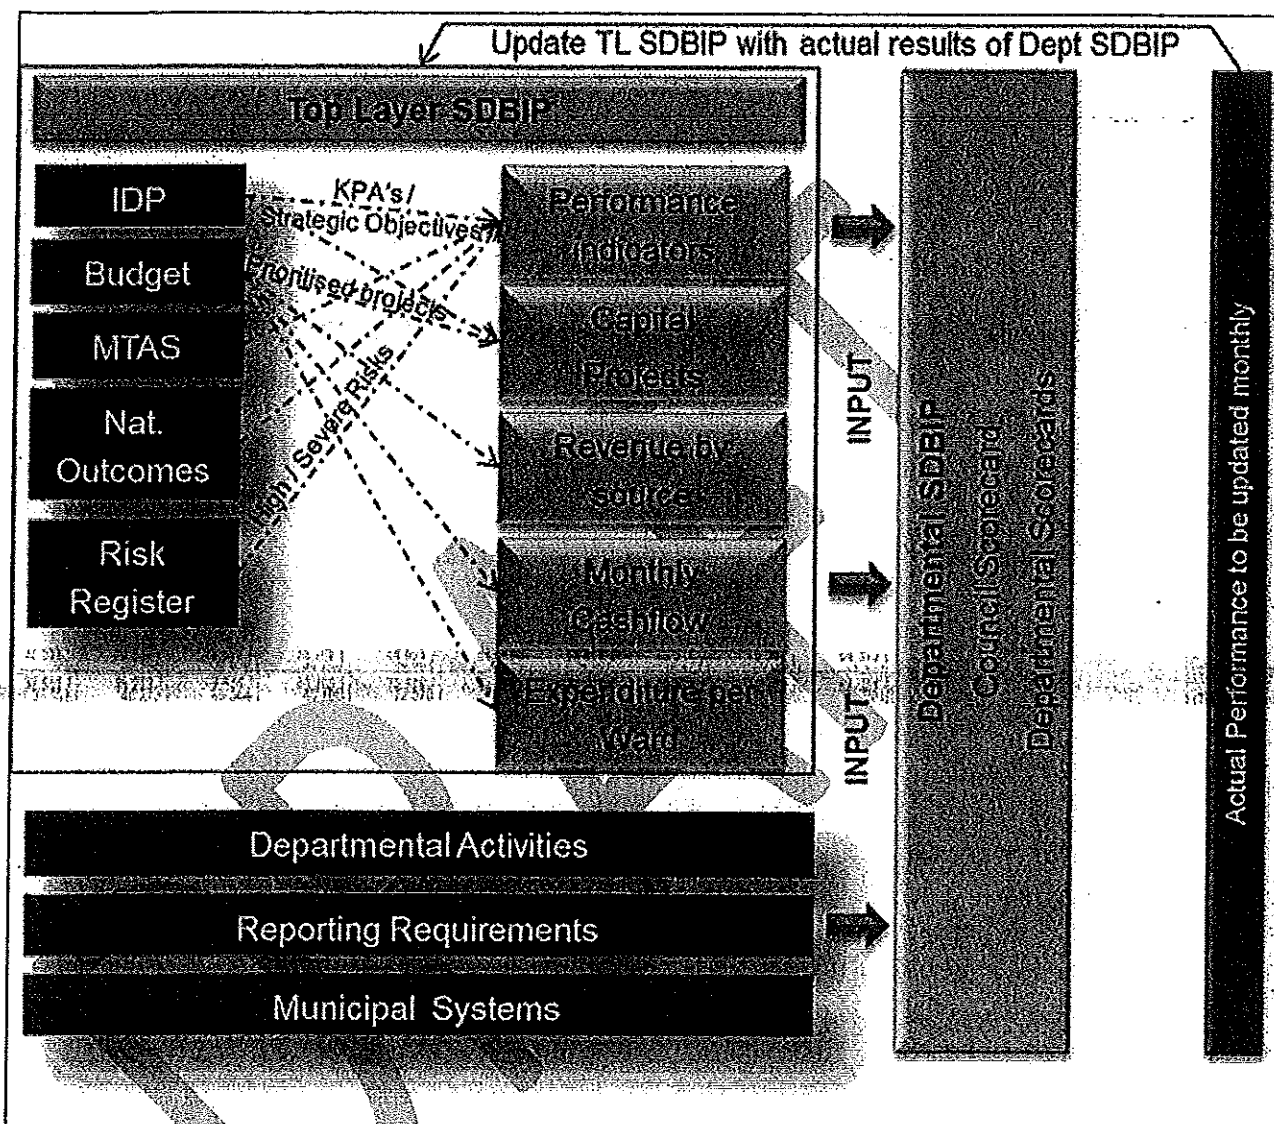 Update TL SDBIP with actual results of Dept SDBIP
Top Layer SDBIP
IDP
Budget
MTAS
Nat.
Outcomes
Risk
Register
KPA's /
Strategic Objectives
Prioritised projects
High / Severe Risks
Performance
Indicators
Capital
Projects
Revenue by
source
Monthly
Cashflow
Expenditure per
Ward
INPUT
INPUT
Departmental SDBIP
Council Scorecard
Departmental Scorecards
Actual Performance to be updated monthly
Departmental Activities
Reporting Requirements
Municipal Systems